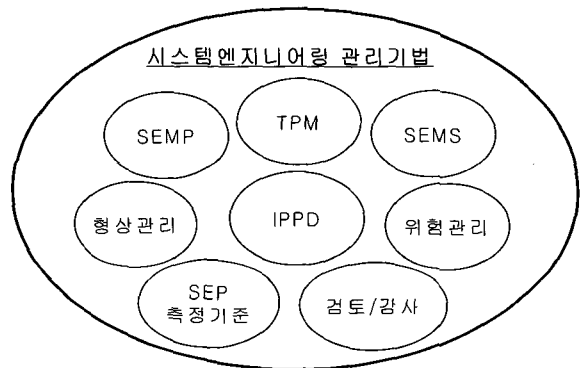 시스템엔지니어링 관리기법
SEMP
TPM
SEMS
형상관리
IPPD
위험관리
SEP
측정기준
검토/감사